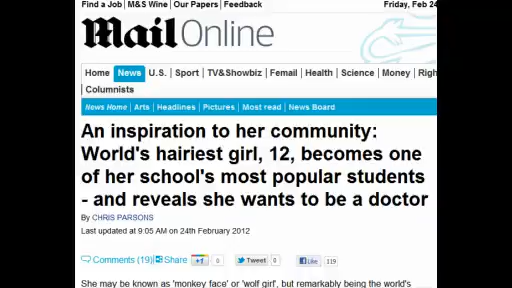 Find a Job | M&S Wine | Our Papers | Feedback Friday, Feb 24
Mail Online
Home News U.S. | Sport | TV&Showbiz | Femail | Health | Science | Money | Righ
Columnists
News Home | Arts | Headlines | Pictures | Most read | News Board
An inspiration to her community:
World's hairiest girl, 12, becomes one
of her school's most popular students
- and reveals she wants to be a doctor
By CHRIS PARSONS
Last updated at 9:05 AM on 24th February 2012
Comments (19) Share +1 0 Tweet 0 Like 119
She may be known as 'monkey face' or 'wolf girl', but remarkably being the world's